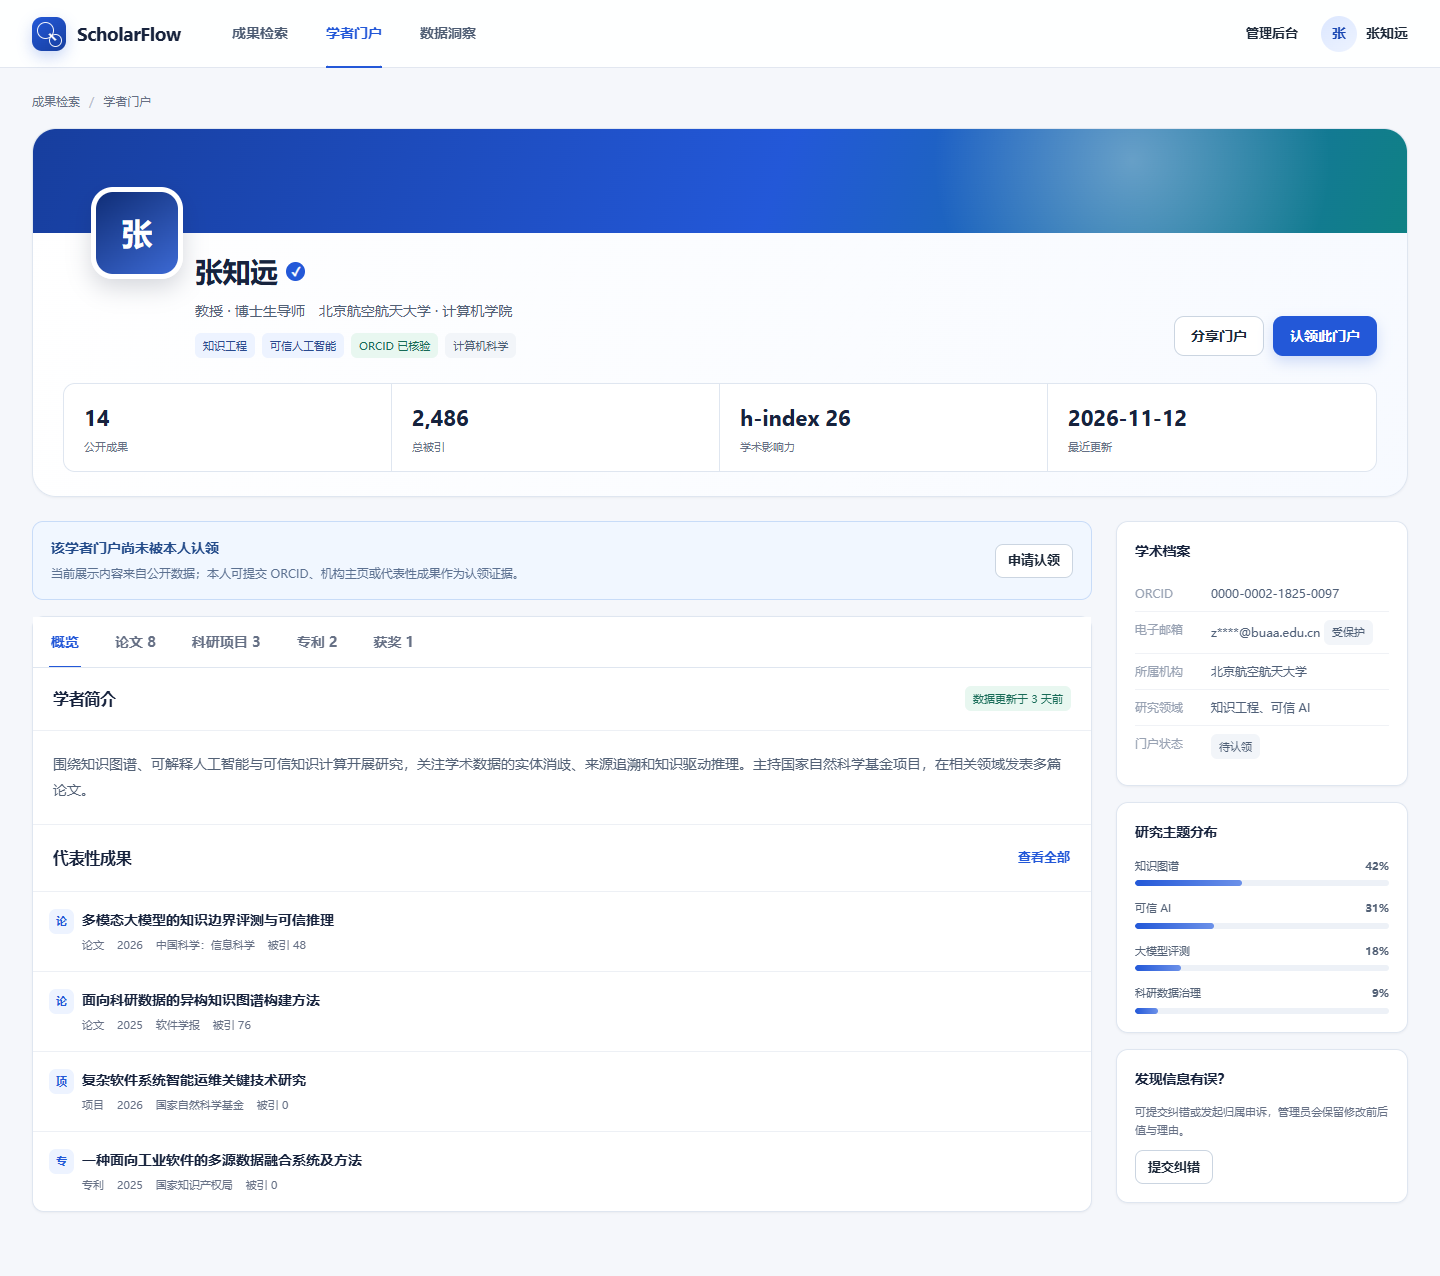 ScholarFlow
成果检索
学者门户
数据洞察
管理后台
张
张知远
成果检索 / 学者门户
张
张知远
教授 · 博士生导师 北京航空航天大学 · 计算机学院
知识工程
可信人工智能
ORCID 已核验
计算机科学
分享门户
认领此门户
14
公开成果
2,486
总被引
h-index 26
学术影响力
2026-11-12
最近更新
该学者门户尚未被本人认领
当前展示内容来自公开数据；本人可提交 ORCID、机构主页或代表性成果作为认领证据。
申请认领
概览
论文 8
科研项目 3
专利 2
获奖 1
学者简介
数据更新于 3 天前
围绕知识图谱、可解释人工智能与可信知识计算开展研究，关注学术数据的实体消歧、来源追溯和知识驱动推理。主持国家自然科学基金项目，在相关领域发表多篇
论文。
代表性成果
查看全部
论
多模态大模型的知识边界评测与可信推理
论文 2026 中国科学：信息科学 被引 48
论
面向科研数据的异构知识图谱构建方法
论文 2025 软件学报 被引 76
项
复杂软件系统智能运维关键技术研究
项目 2026 国家自然科学基金 被引 0
专
一种面向工业软件的多源数据融合系统及方法
专利 2025 国家知识产权局 被引 0
学术档案
ORCID 0000-0002-1825-0097
电子邮箱 z****@buaa.edu.cn 受保护
所属机构 北京航空航天大学
研究领域 知识工程、可信 AI
门户状态 待认领
研究主题分布
知识图谱 42%
可信 AI 31%
大模型评测 18%
科研数据治理 9%
发现信息有误？
可提交纠错或发起归属申诉，管理员会保留修改前后
值与理由。
提交纠错